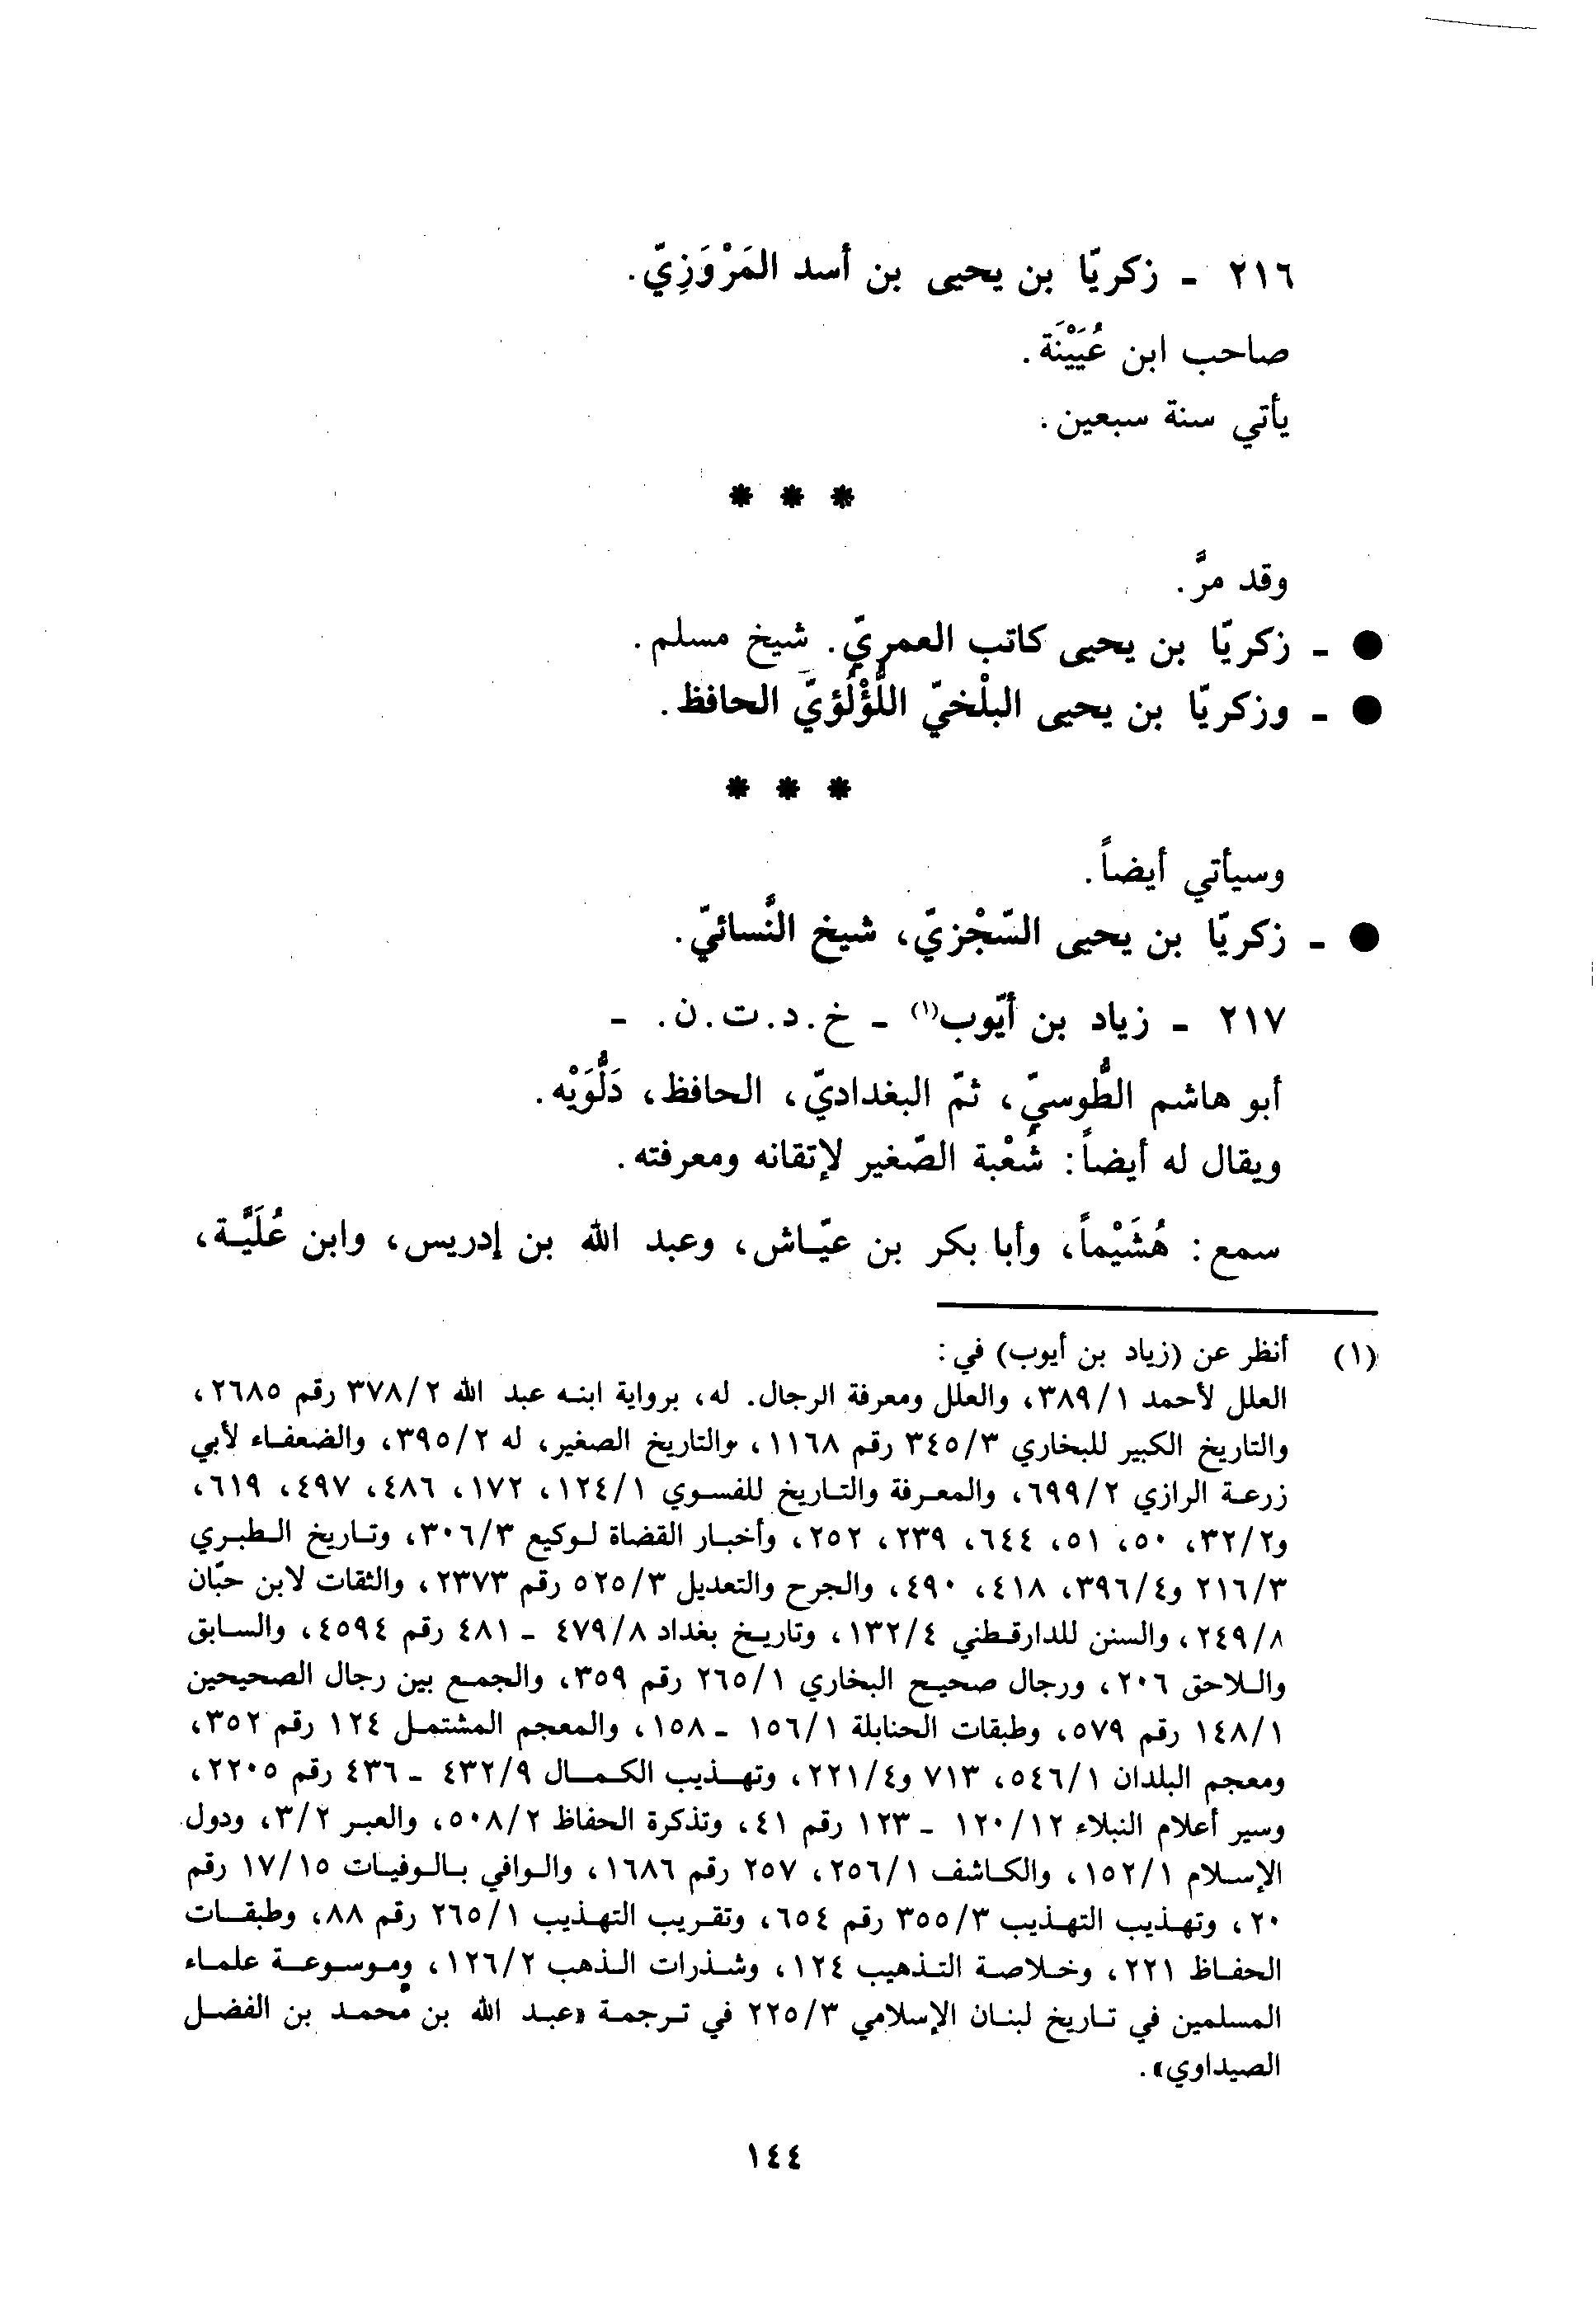 ٢١٦ - زكريّا بن يحيى بن أسد المَرْوَزِيّ.
صاحب ابن عُيَيْنَة.
يأتي سنة سبعين.
* * *
وقد مرَّ.
● - زكريّا بن يحيى كاتب العمريّ. شيخ مسلم.
● - وزكريّا بن يحيى البلْخيّ اللُّؤْلُؤيّ الحافظ.
* * *
وسيأتي أيضاً.
● - زكريّا بن يحيى السّجْزيّ، شيخ النَّسائيّ.
٢١٧ - زياد بن أيّوب(١) - خ.د.ت.ن. -
أبو هاشم الطُّوسيّ، ثمّ البغداديّ، الحافظ، دَلُّوَيْه.
ويقال له أيضاً: شُعْبة الصّغير لإتقانه ومعرفته.
سمع: هُشَيْماً، وأبا بكر بن عيّاش، وعبد الله بن إدريس، وابن عُلَيَّة،
(١) أنظر عن (زياد بن أيوب) في:
العلل لأحمد ٣٨٩/١، والعلل ومعرفة الرجال. له، برواية ابنه عبد الله ٣٧٨/٢ رقم ٢٦٨٥،
والتاريخ الكبير للبخاري ٣٤٥/٣ رقم ١١٦٨، والتاريخ الصغير، له ٣٩٥/٢، والضعفاء لأبي
زرعة الرازي ٦٩٩/٢، والمعرفة والتاريخ للفسوي ١٢٤/١، ١٧٢، ٤٨٦، ٤٩٧، ٦١٩،
و٣٢/٢، ٥٠، ٥١، ٦٤٤، ٢٣٩، ٢٥٢، وأخبار القضاة لوكيع ٣٠٦/٣، وتاريخ الطبري
٢١٦/٣ و٣٩٦/٤، ٤١٨، ٤٩٠، والجرح والتعديل ٥٢٥/٣ رقم ٢٣٧٣، والثقات لابن حبّان
٢٤٩/٨، والسنن للدارقطني ١٣٢/٤، وتاريخ بغداد ٤٧٩/٨ - ٤٨١ رقم ٤٥٩٤، والسابق
واللاحق ٢٠٦، ورجال صحيح البخاري ٢٦٥/١ رقم ٣٥٩، والجمع بين رجال الصحيحين
١٤٨/١ رقم ٥٧٩، وطبقات الحنابلة ١٥٦/١ - ١٥٨، والمعجم المشتمل ١٢٤ رقم ٣٥٢،
ومعجم البلدان ٥٤٦/١، ٧١٣ و٢٢١/٤، وتهذيب الكمال ٤٣٢/٩ - ٤٣٦ رقم ٢٢٠٥،
وسير أعلام النبلاء ١٢٠/١٢ - ١٢٣ رقم ٤١، وتذكرة الحفاظ ٥٠٨/٢، والعبر ٣/٢، ودول
الإسلام ١٥٢/١، والكاشف ٢٥٦/١، ٢٥٧ رقم ١٦٨٦، والوافي بالوفيات ١٧/١٥ رقم
٢٠، وتهذيب التهذيب ٣٥٥/٣ رقم ٦٥٤، وتقريب التهذيب ٢٦٥/١ رقم ٨٨، وطبقات
الحفاظ ٢٢١، وخلاصة التذهيب ١٢٤، وشذرات الذهب ١٢٦/٢، وموسوعة علماء
المسلمين في تاريخ لبنان الإسلامي ٢٢٥/٣ في ترجمة «عبد الله بن محمد بن الفضل
الصيداوي».
١٤٤